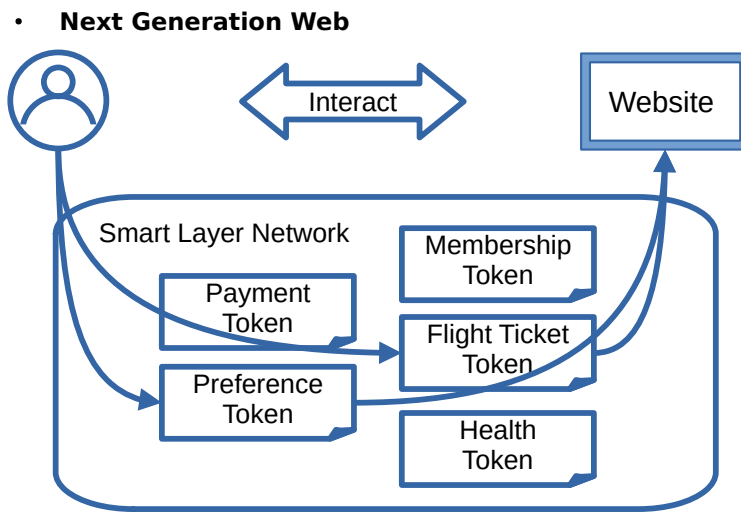 • Next Generation Web
Interact
Website
Smart Layer Network
Membership
Token
Payment
Token
Flight Ticket
Token
Preference
Token
Health
Token